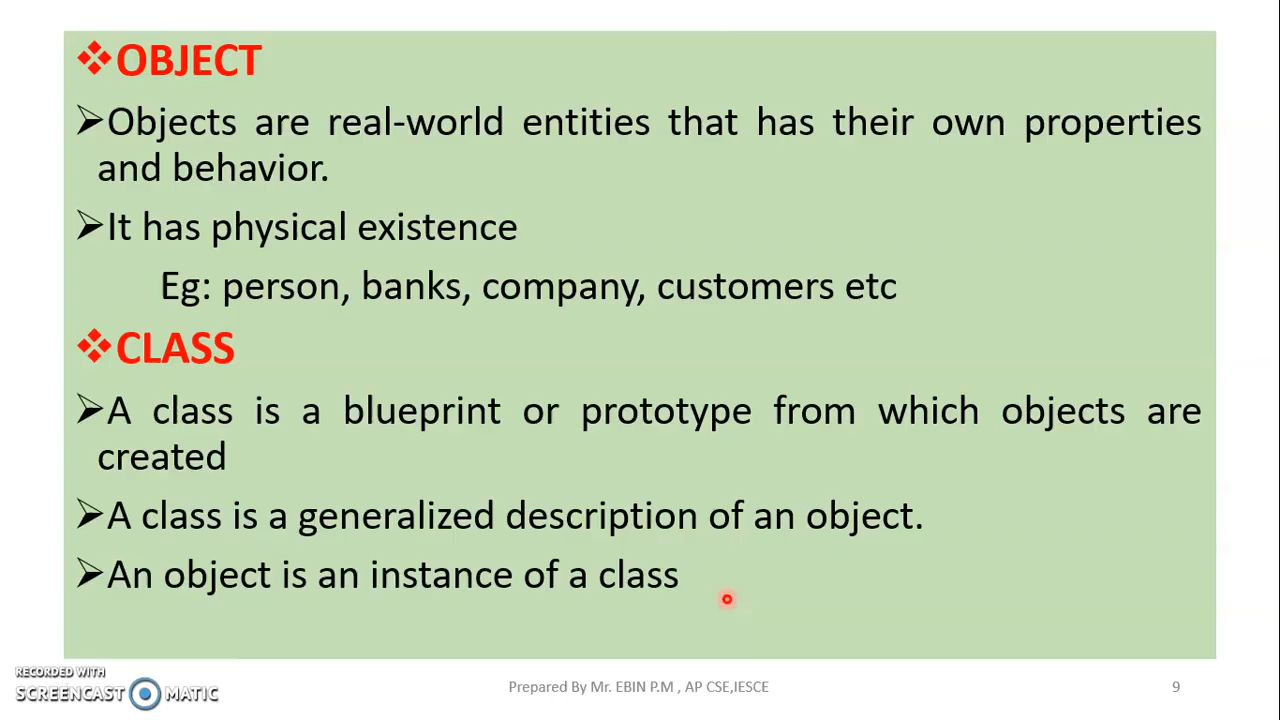 ❖OBJECT
➢Objects are real-world entities that has their own properties
and behavior.
➢It has physical existence
Eg: person, banks, company, customers etc
❖CLASS
➢A class is a blueprint or prototype from which objects are
created
➢A class is a generalized description of an object.
➢An object is an instance of a class
RECORDED WITH
SCREENCAST MATIC
Prepared By Mr. EBIN P.M , AP CSE,IESCE
9